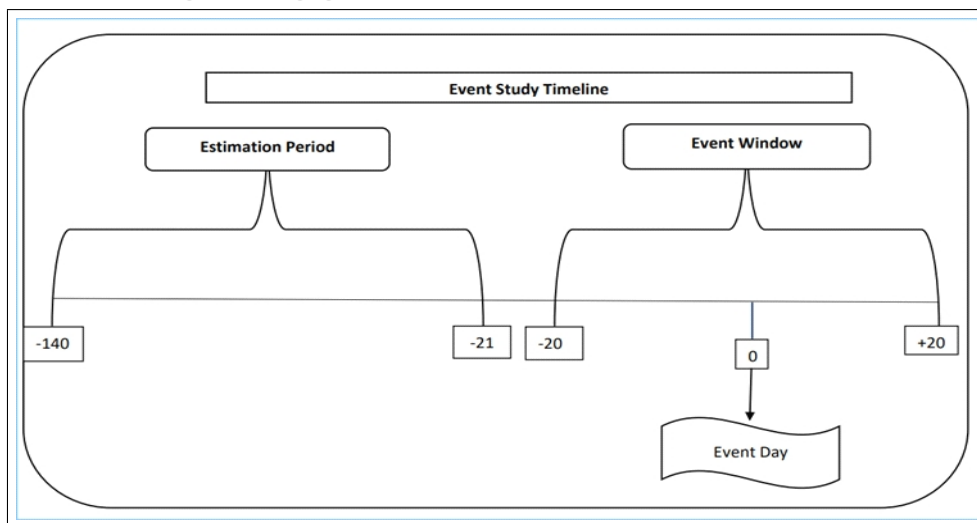 Event Study Timeline
Estimation Period
Event Window
-140
-21
-20
0
+20
Event Day